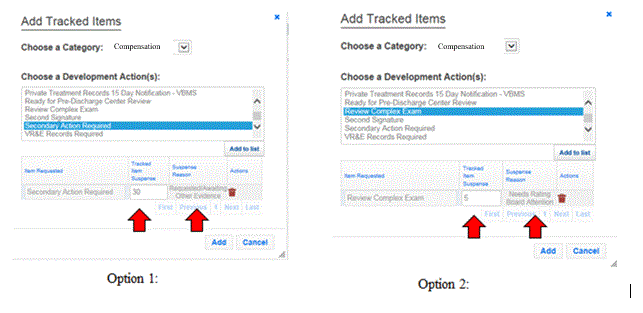 Add Tracked Items
Choose a Category: Compensation
Choose a Development Action(s):
Private Treatment Records 15 Day Notification - VBMS
Ready for Pre-Discharge Center Review
Review Complex Exam
Second Signature
Secondary Action Required
VR&E Records Required
Add to list
Item Requested
Tracked Item Suspense
Suspense Reason
Actions
Secondary Action Required
30
Requested/Awaiting
Other Evidence
First Previous 1 Next Last
Add Cancel
Option 1:
Add Tracked Items
Choose a Category: Compensation
Choose a Development Action(s):
Private Treatment Records 15 Day Notification - VBMS
Ready for Pre-Discharge Center Review
Review Complex Exam
Second Signature
Secondary Action Required
VR&E Records Required
Add to list
Item Requested
Tracked Item Suspense
Suspense Reason
Actions
Review Complex Exam
5
Needs Rating
Board Attention
First Previous 1 Next Last
Add Cancel
Option 2: